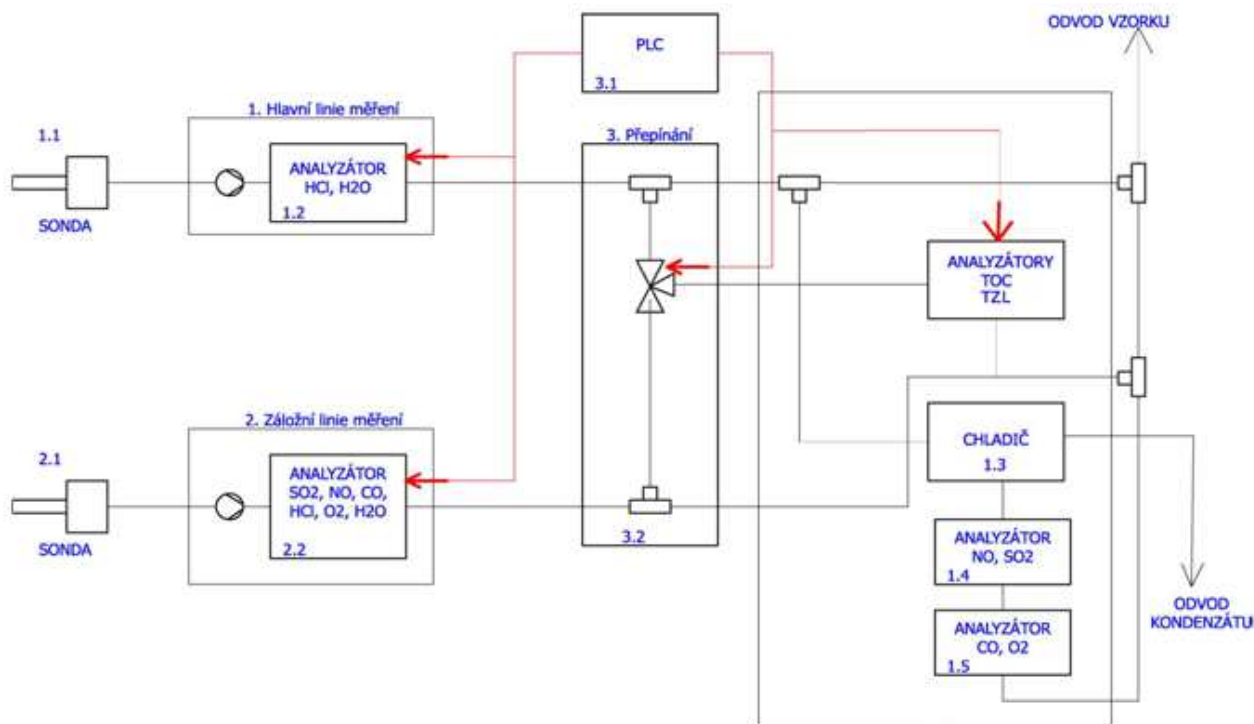 ODVOD VZORKU
PLC
3.1
1. Hlavní linie měření
1.1
SONDA
ANALYZÁTOR
HCl, H2O
1.2
3. Přepínání
ANALYZÁTORY
TOC
TZL
2. Záložní linie měření
2.1
SONDA
ANALYZÁTOR
SO2, NO, CO,
HCl, O2, H2O
2.2
3.2
CHLADIČ
1.3
ANALYZÁTOR
NO, SO2
1.4
ANALYZÁTOR
CO, O2
1.5
ODVOD
KONDENZÁTU